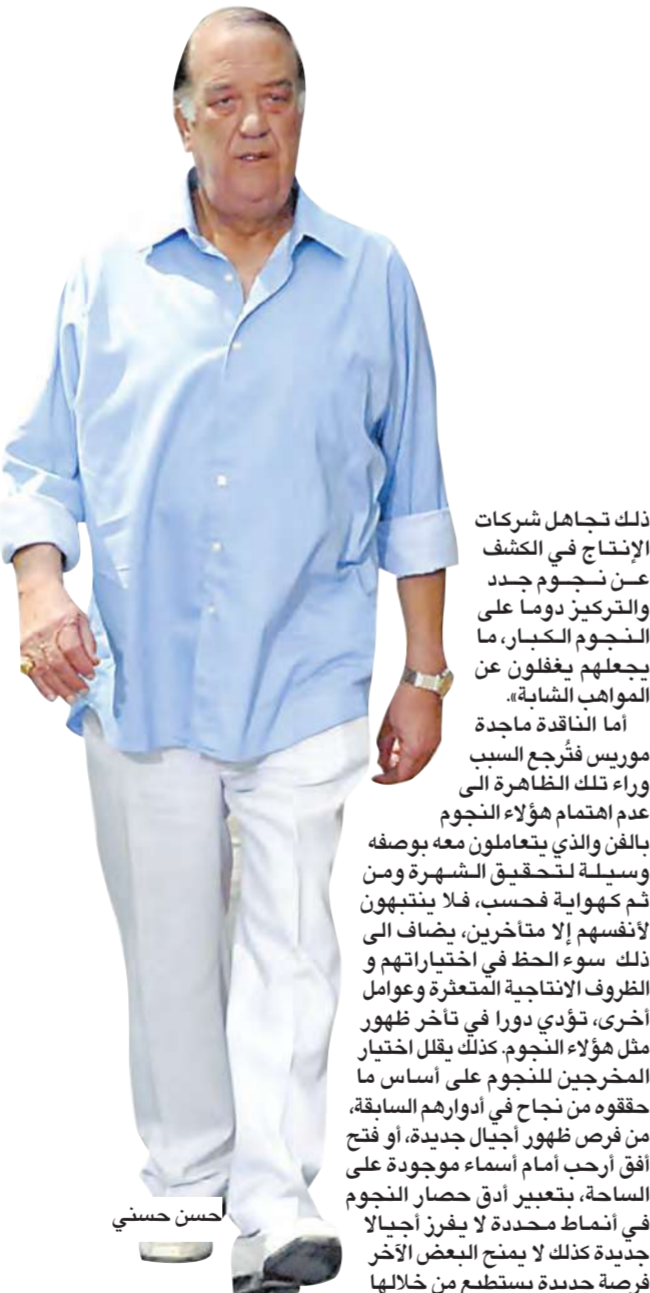 ذلك تجاهل شركات
الإنتاج في الكشف
عن نجوم جدد
والتركيز دوما على
النجوم الكبار، ما
يجعلهم يغفلون عن
المواهب الشابة».
أما الناقدة ماجدة
موريس فتُرجع السبب
وراء تلك الظاهرة الى
عدم اهتمام هؤلاء النجوم
بالفن والذي يتعاملون معه بوصفه
وسيلة لتحقيق الشهرة ومن
ثم كهواية فحسب، فلا ينتبهون
لأنفسهم إلا متأخرين، يضاف الى
ذلك سوء الحظ في اختياراتهم و
الظروف الانتاجية المتعثرة وعوامل
أخرى، تؤدي دورا في تأخر ظهور
مثل هؤلاء النجوم. كذلك يقلل اختيار
المخرجين للنجوم على أساس ما
حققوه من نجاح في أدوارهم السابقة،
من فرص ظهور أجيال جديدة، أو فتح
أفق أرحب أمام أسماء موجودة على
الساحة، بتعبير أدق حصار النجوم
في أنماط محددة لا يفرز أجيالا
جديدة كذلك لا يمنح البعض الآخر
فرصة جديدة يستطيع من خلالها
حسن حسني